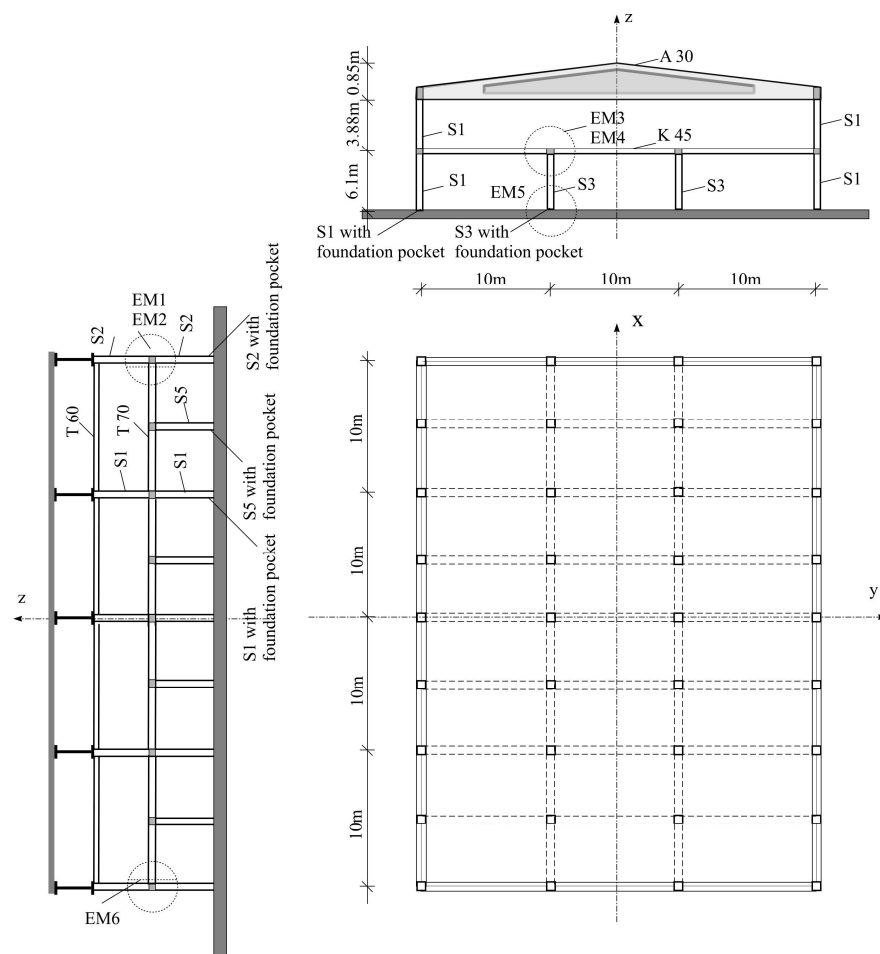 z
A 30
0.85m
3.88m
6.1m
S1
S1
EM3
EM4
K 45
S1
EM5
S3
S3
S1
S1 with
foundation pocket
S3 with
foundation pocket
10m
10m
10m
EM1
EM2
S2
S2
S2 with
foundation pocket
T 60
T 70
S5
S1
S1
S5 with
foundation pocket
S1 with
foundation pocket
z
EM6
x
10m
10m
10m
10m
y